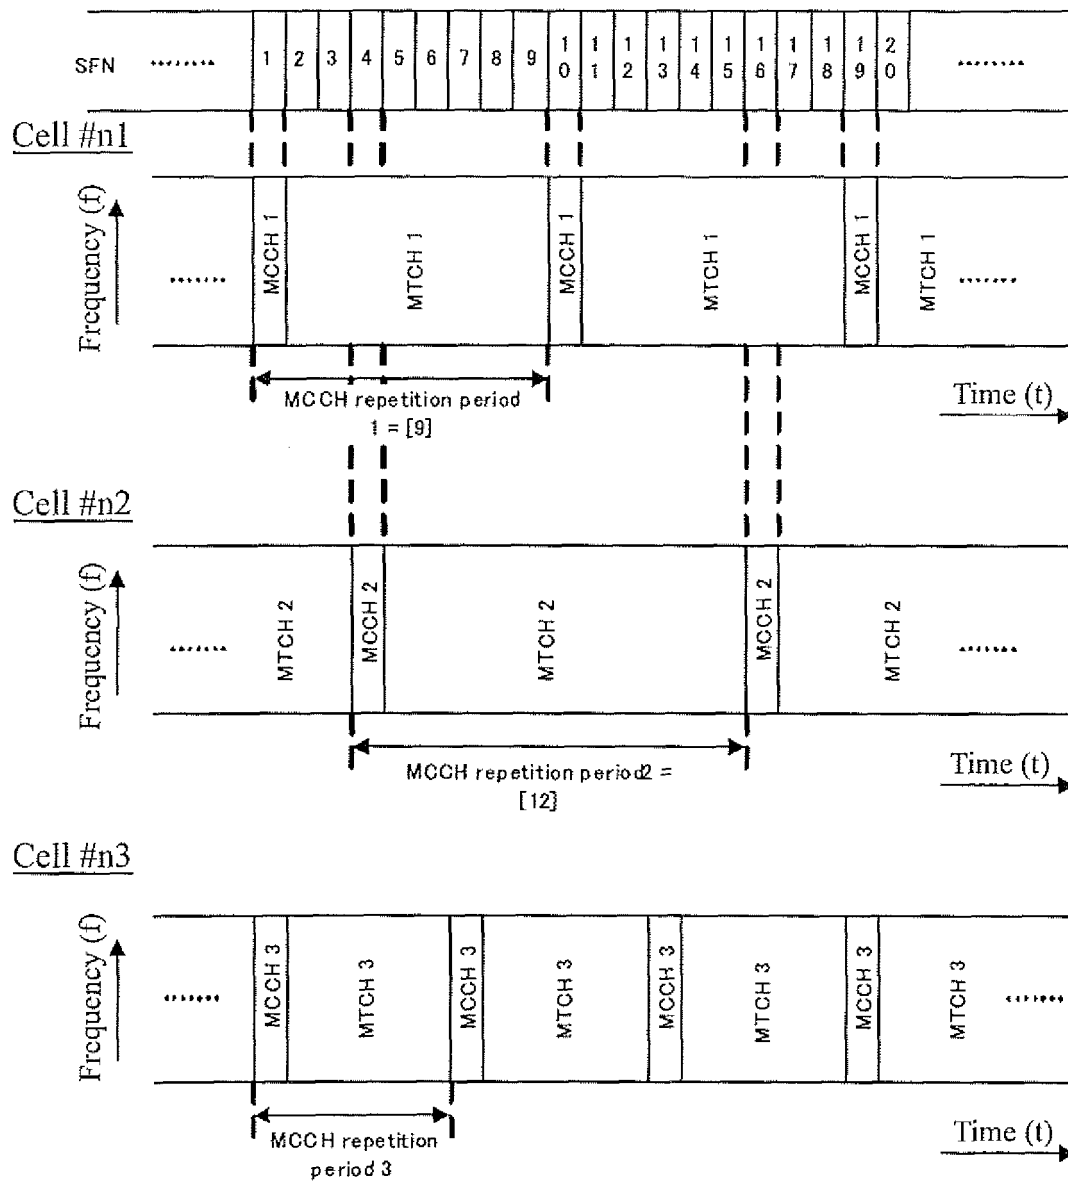 SFN ........ 1 2 3 4 5 6 7 8 9 10 11 12 13 14 15 16 17 18 19 20 ........
Cell #n1
Frequency (f)
........ MCCH 1 MTCH 1 MCCH 1 MTCH 1 MCCH 1 MTCH 1 ........
MCCH repetition period
1 = [9]
Time (t)
Cell #n2
Frequency (f)
........ MTCH 2 MCCH 2 MTCH 2 MCCH 2 MTCH 2 ........
MCCH repetition period2 =
[12]
Time (t)
Cell #n3
Frequency (f)
........ MCCH 3 MTCH 3 MCCH 3 MTCH 3 MCCH 3 MTCH 3 MCCH 3 MTCH 3 ........
MCCH repetition
period 3
Time (t)